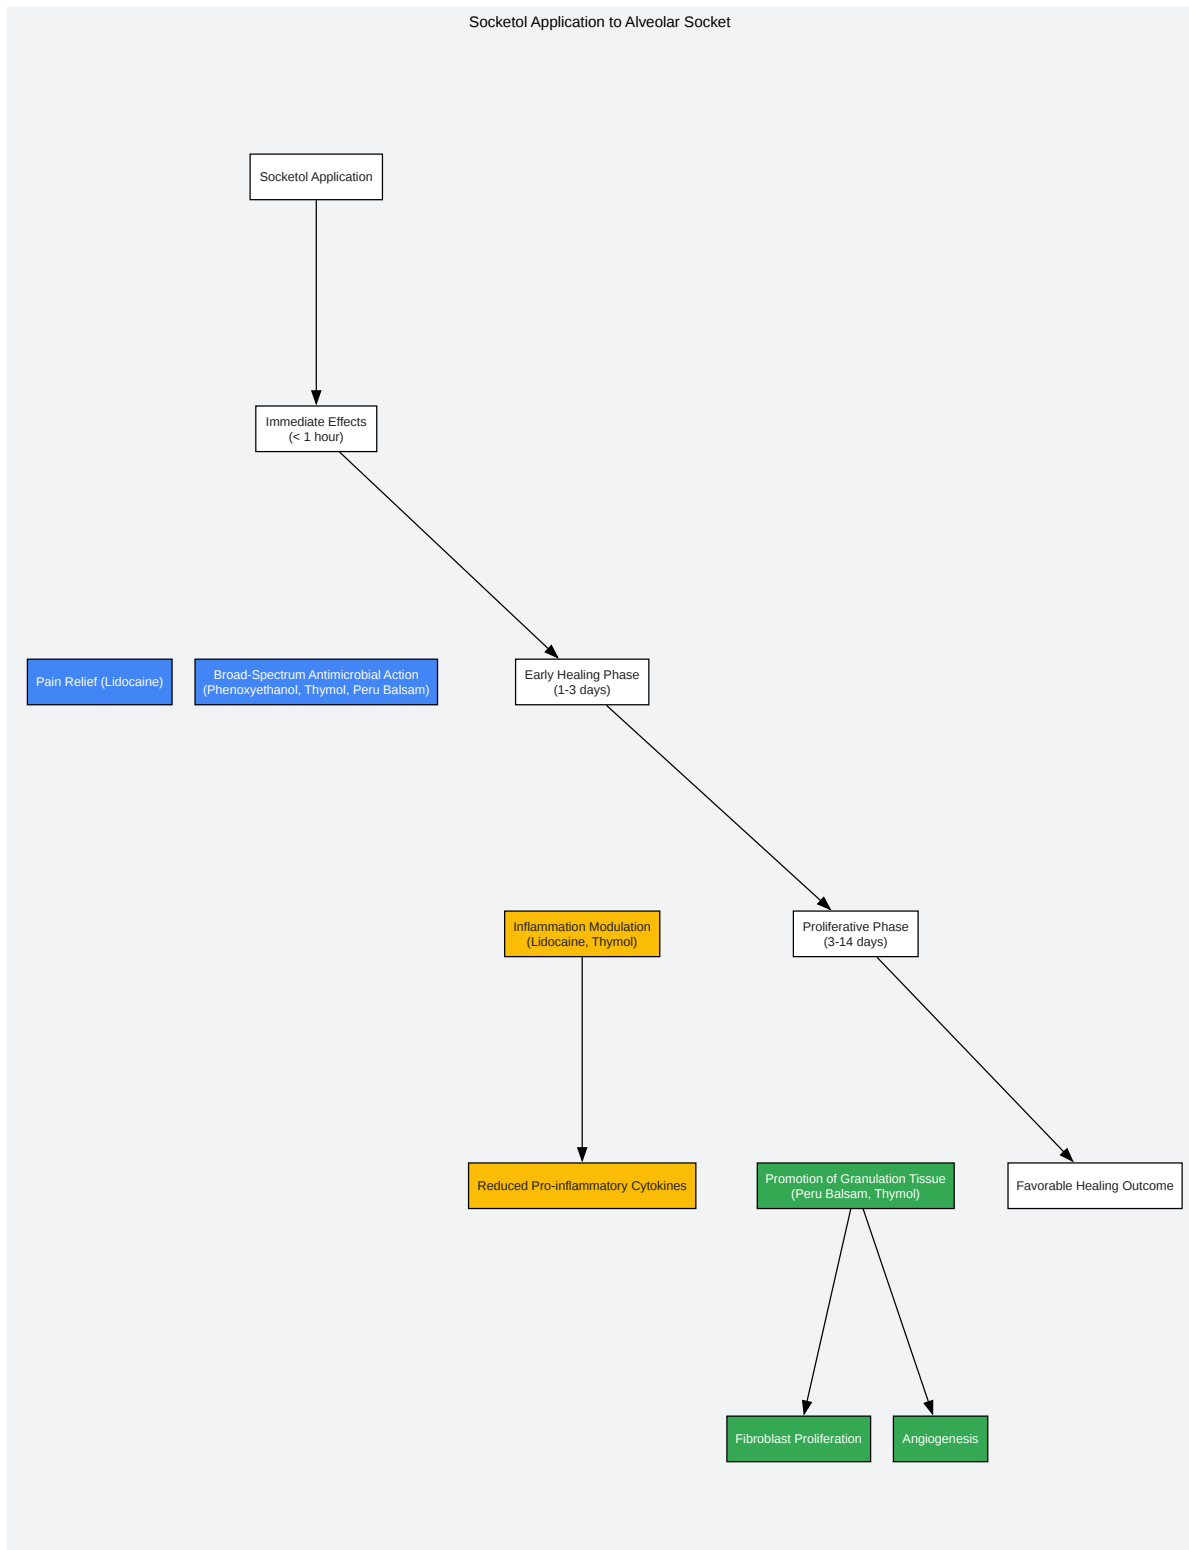 Socketol Application to Alveolar Socket
Socketol Application
Immediate Effects
(< 1 hour)
Pain Relief (Lidocaine)
Broad-Spectrum Antimicrobial Action
(Phenoxyethanol, Thymol, Peru Balsam)
Early Healing Phase
(1-3 days)
Inflammation Modulation
(Lidocaine, Thymol)
Proliferative Phase
(3-14 days)
Reduced Pro-inflammatory Cytokines
Promotion of Granulation Tissue
(Peru Balsam, Thymol)
Favorable Healing Outcome
Fibroblast Proliferation
Angiogenesis